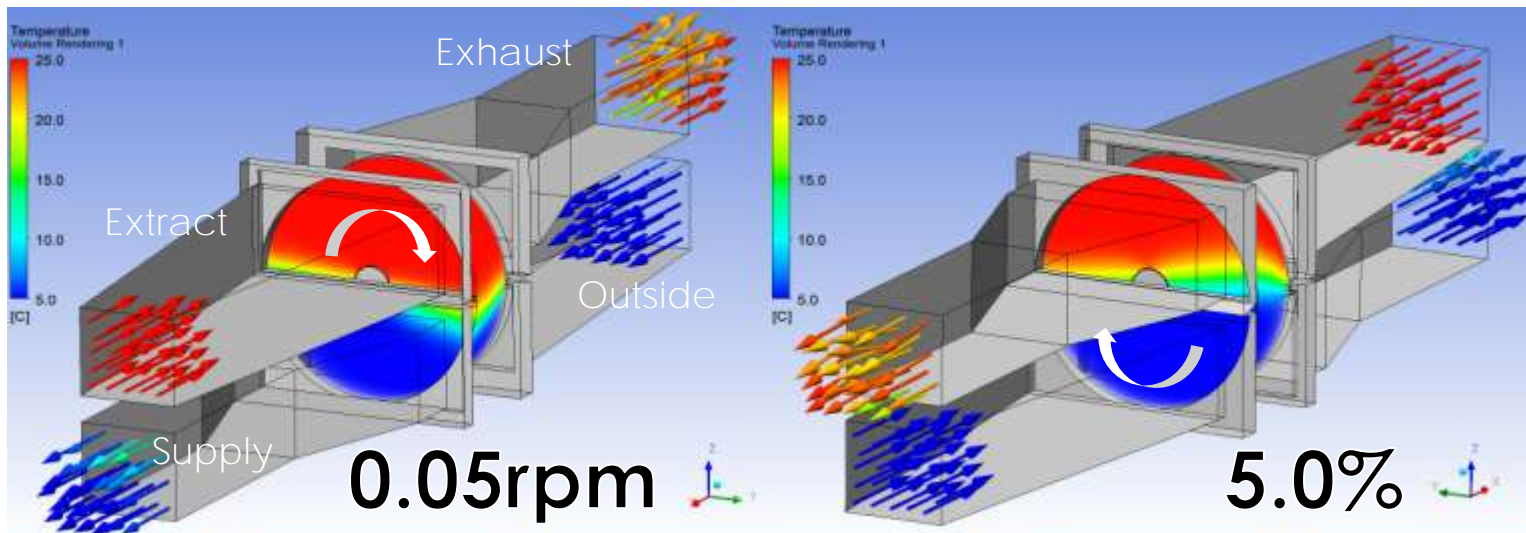 Temperature
Volume Rendering 1
25.0
20.0
15.0
10.0
5.0
[C]
Exhaust
Extract
Outside
Supply
0.05rpm
Z
Y
Temperature
Volume Rendering 1
25.0
20.0
15.0
10.0
5.0
[C]
5.0%
Z
Y
X